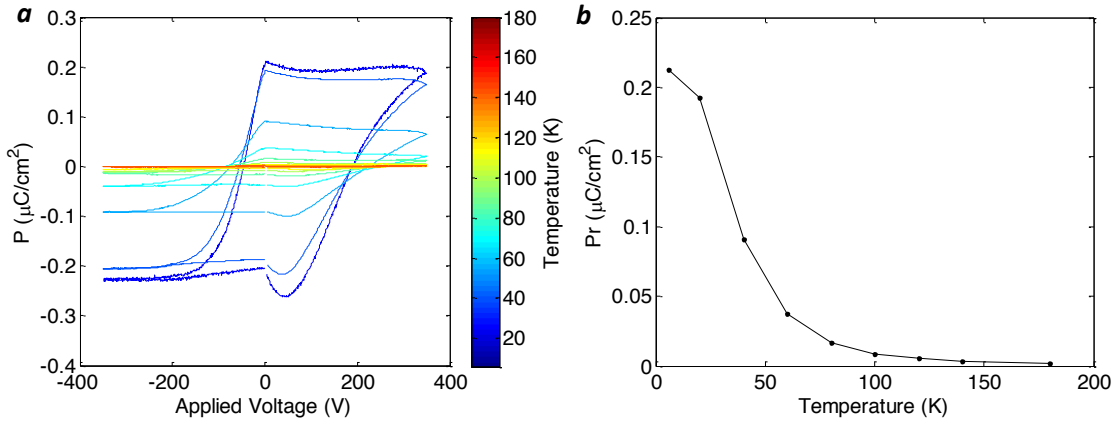 a
0.3
0.2
0.1
0
-0.1
-0.2
-0.3
-0.4
P (μC/cm²)
-400 -200 0 200 400
Applied Voltage (V)
180
160
140
120
100
80
60
40
20
Temperature (K)
b
0.25
0.2
0.15
0.1
0.05
0
Pr (μC/cm²)
0 50 100 150 200
Temperature (K)